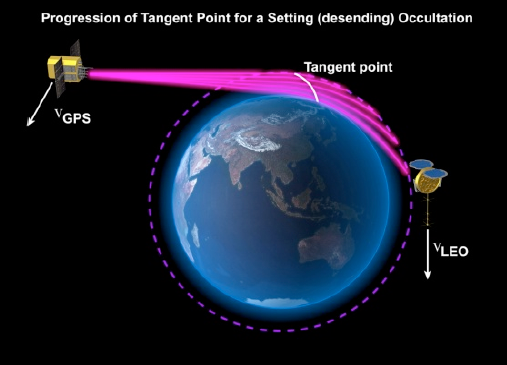 Progression of Tangent Point for a Setting (desending) Occultation
Tangent point
VGPS
VLEO